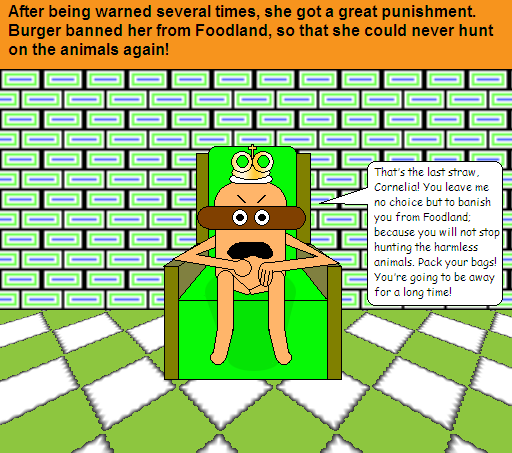 After being warned several times, she got a great punishment.
Burger banned her from Foodland, so that she could never hunt
on the animals again!
That's the last straw,
Cornelia! You leave me
no choice but to banish
you from Foodland;
because you will not stop
hunting the harmless
animals. Pack your bags!
You're going to be away
for a long time!